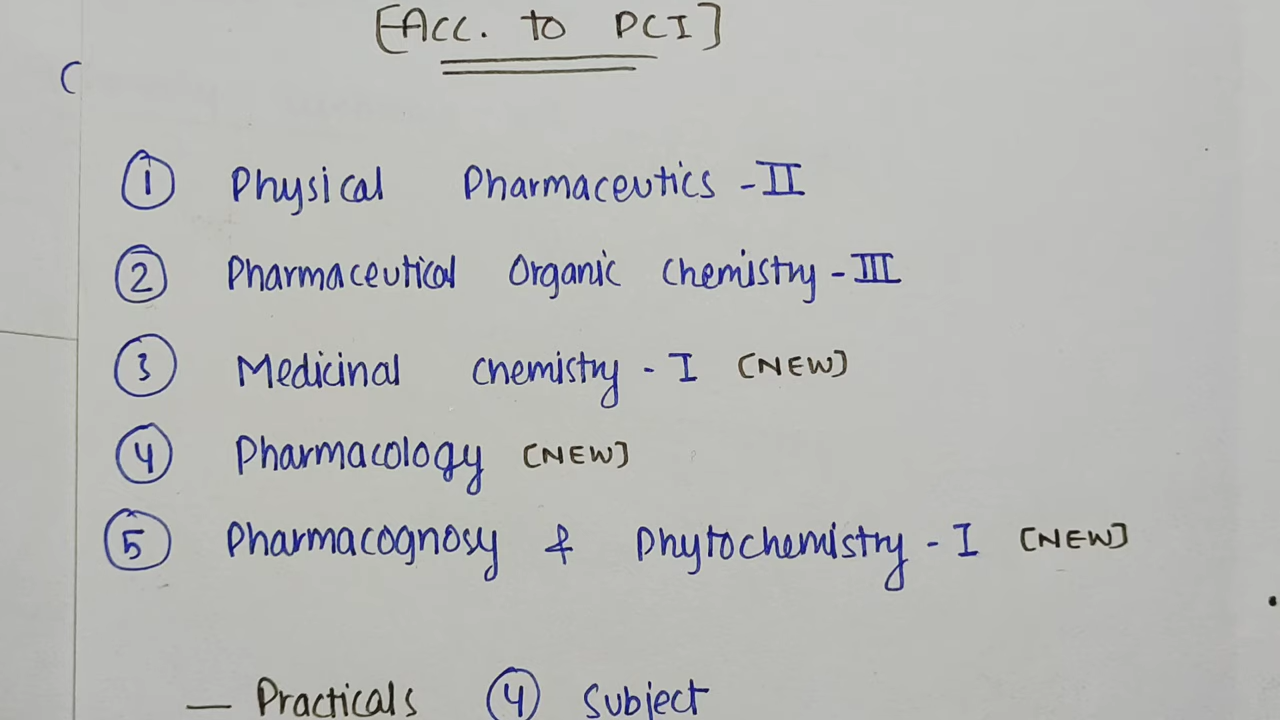 [Acc. to PCI]
(
① Physical Pharmaceutics - II
② Pharmaceutical Organic Chemistry - III
③ Medicinal chemistry - I [NEW]
④ Pharmacology [NEW]
⑤ Pharmacognosy & Phytochemistry - I [NEW]
— Practicals ④ Subject